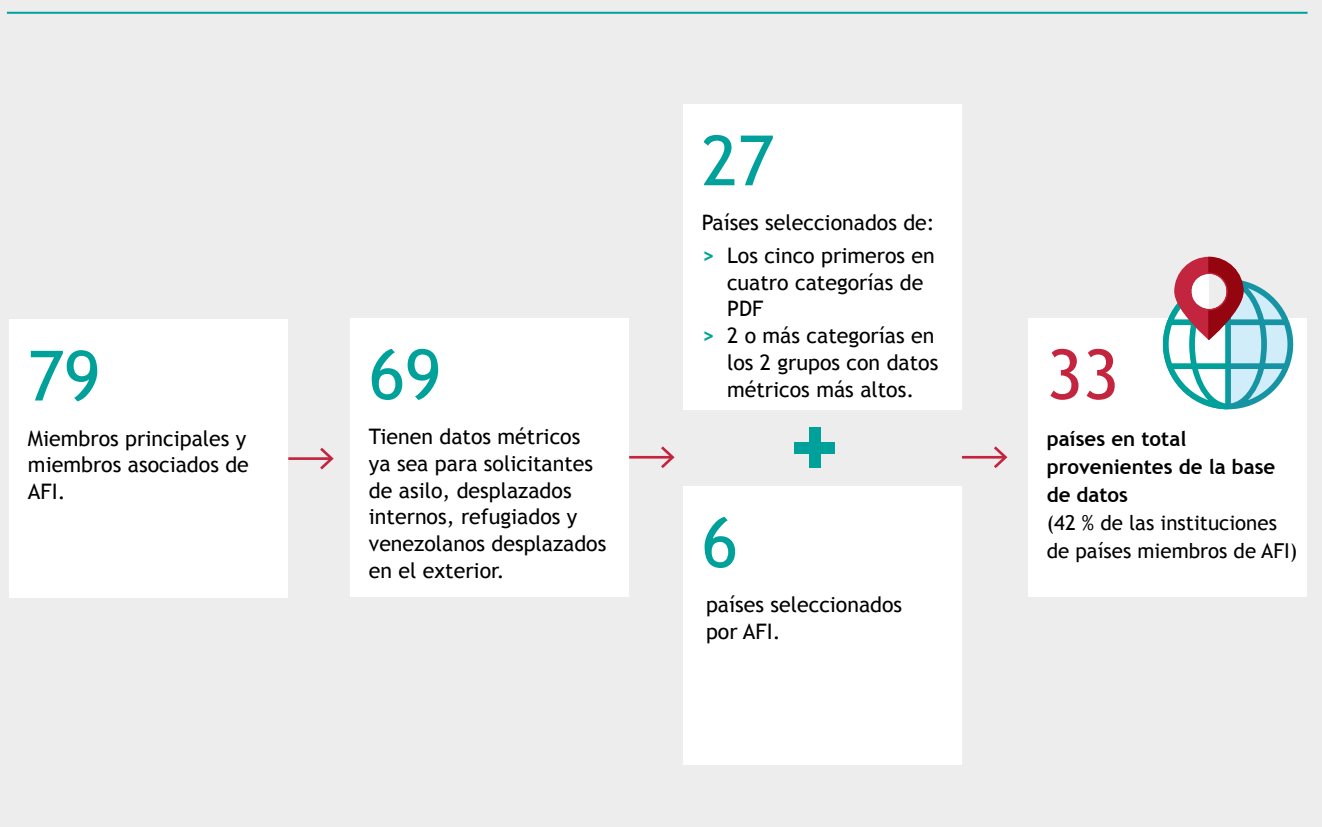 79
Miembros principales y
miembros asociados de
AFI.
69
Tienen datos métricos
ya sea para solicitantes
de asilo, desplazados
internos, refugiados y
venezolanos desplazados
en el exterior.
27
Países seleccionados de:
> Los cinco primeros en
cuatro categorías de
PDF
> 2 o más categorías en
los 2 grupos con datos
métricos más altos.
6
países seleccionados
por AFI.
33
países en total
provenientes de la base
de datos
(42 % de las instituciones
de países miembros de AFI)